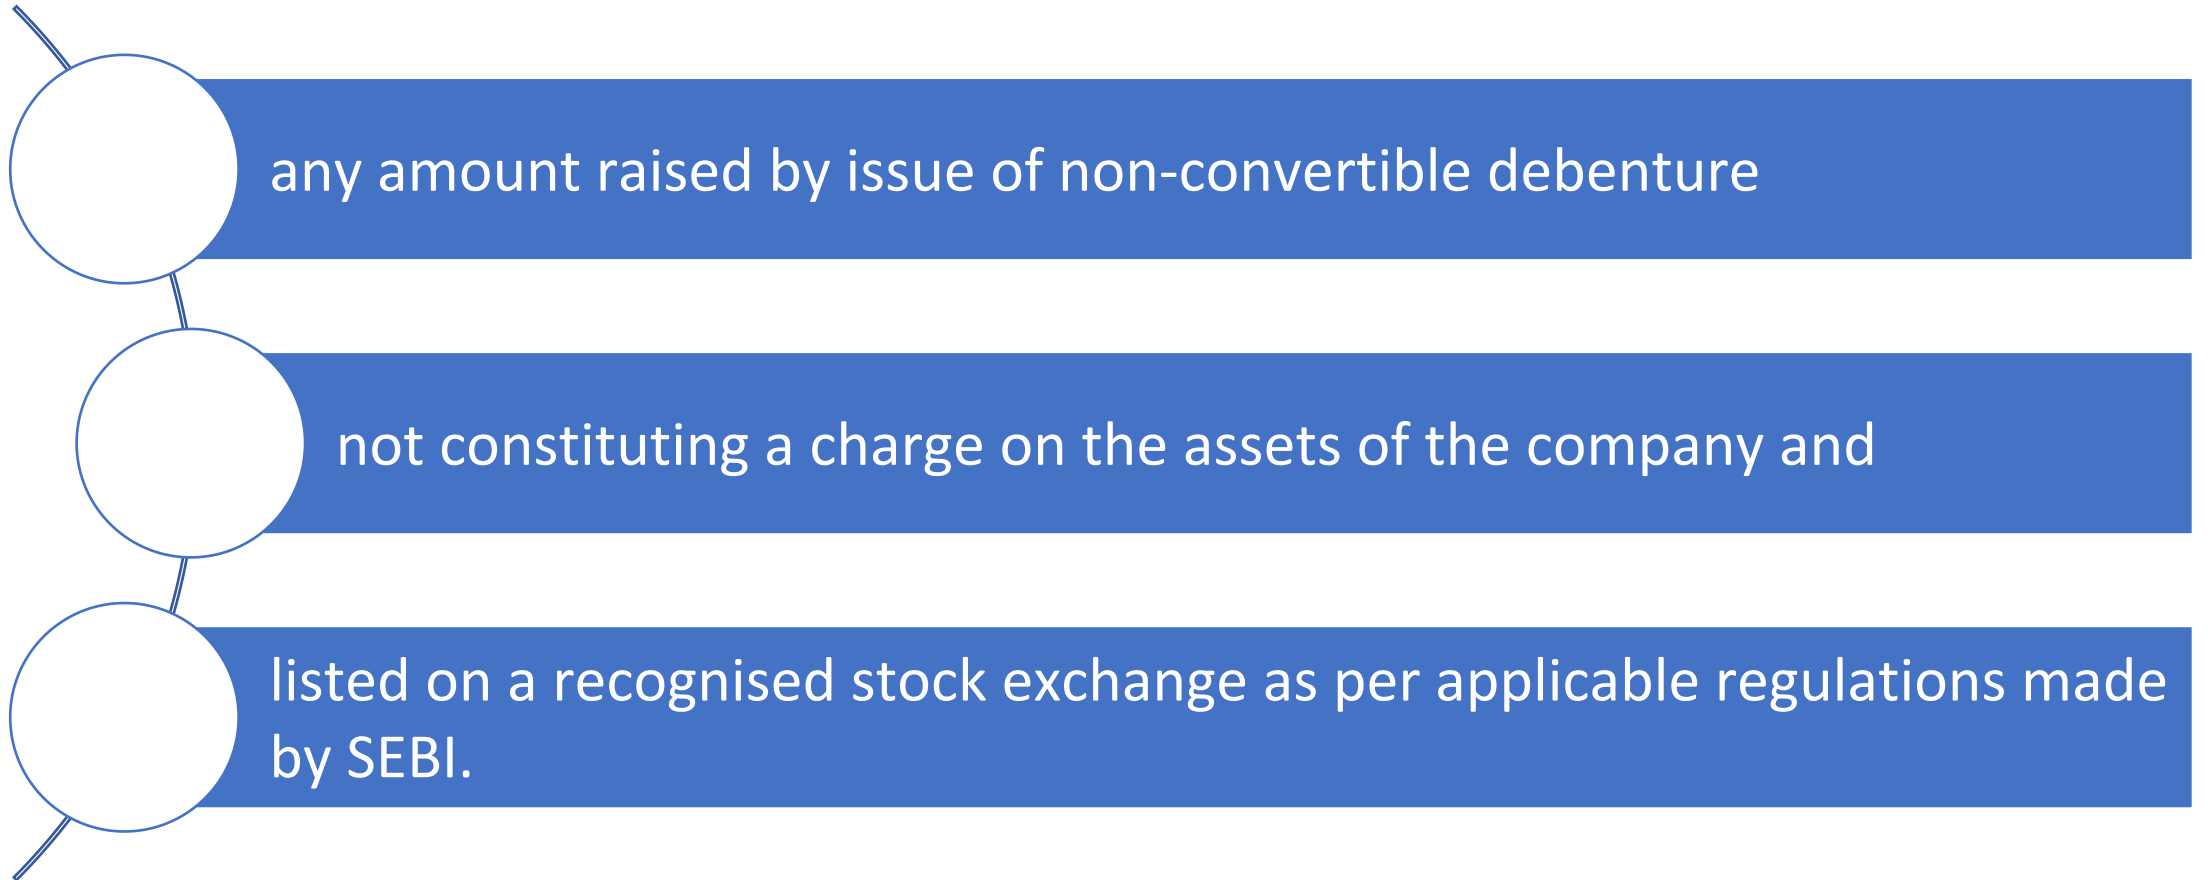 any amount raised by issue of non-convertible debenture
not constituting a charge on the assets of the company and
listed on a recognised stock exchange as per applicable regulations made
by SEBI.